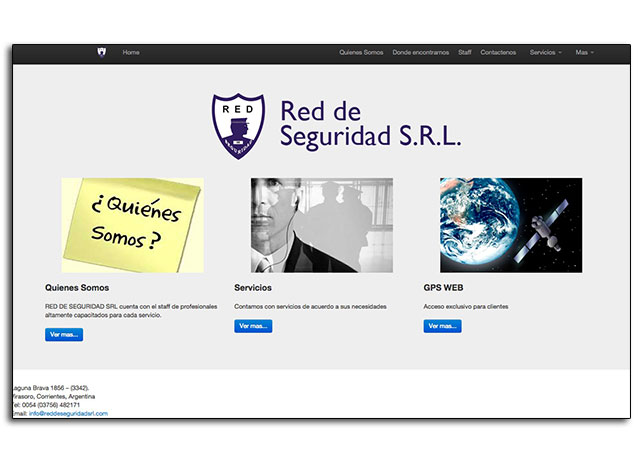 Home
Quienes Somos
Donde encontrarnos
Staff
Contactenos
Servicios
Mas
RED
SEGURIDAD
Red de
Seguridad S.R.L.
¿Quiénes
Somos?
Quienes Somos
RED DE SEGURIDAD SRL cuenta con el staff de profesionales
altamente capacitados para cada servicio.
Ver mas...
Servicios
Contamos con servicios de acuerdo a sus necesidades
Ver mas...
GPS WEB
Acceso exclusivo para clientes
Ver mas...
Laguna Brava 1856 – (3342).
Virasoro, Corrientes, Argentina
Tel: 0054 (03756) 482171
Email: info@reddeseguridadsrl.com